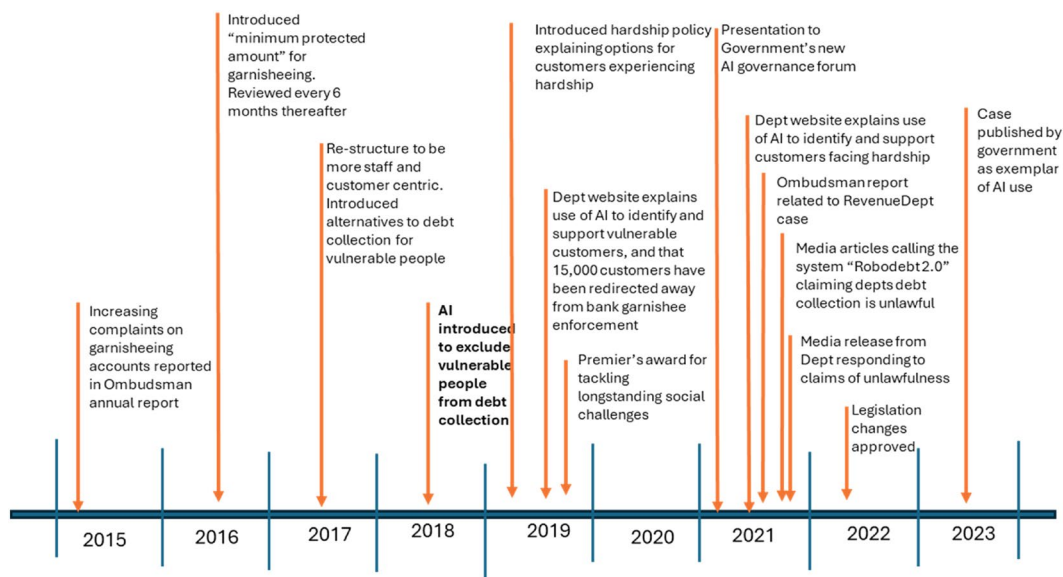 Increasing
complaints on
garnisheeing
accounts reported
in Ombudsman
annual report
Introduced
“minimum protected
amount” for
garnisheeing.
Reviewed every 6
months thereafter
Re-structure to be
more staff and
customer centric.
Introduced
alternatives to debt
collection for
vulnerable people
AI
introduced
to exclude
vulnerable
people
from debt
collection
Introduced hardship policy
explaining options for
customers experiencing
hardship
Dept website explains
use of AI to identify and
support vulnerable
customers, and that
15,000 customers have
been redirected away
from bank garnishee
enforcement
Premier’s award for
tackling
longstanding social
challenges
Presentation to
Government’s new
AI governance forum
Dept website explains use
of AI to identify and support
customers facing hardship
Ombudsman report
related to RevenueDept
case
Media articles calling the
system “Robodebt 2.0”
claiming depts debt
collection is unlawful
Media release from
Dept responding to
claims of unlawfulness
Legislation
changes
approved
Case
published by
government
as exemplar
of AI use
2015
2016
2017
2018
2019
2020
2021
2022
2023